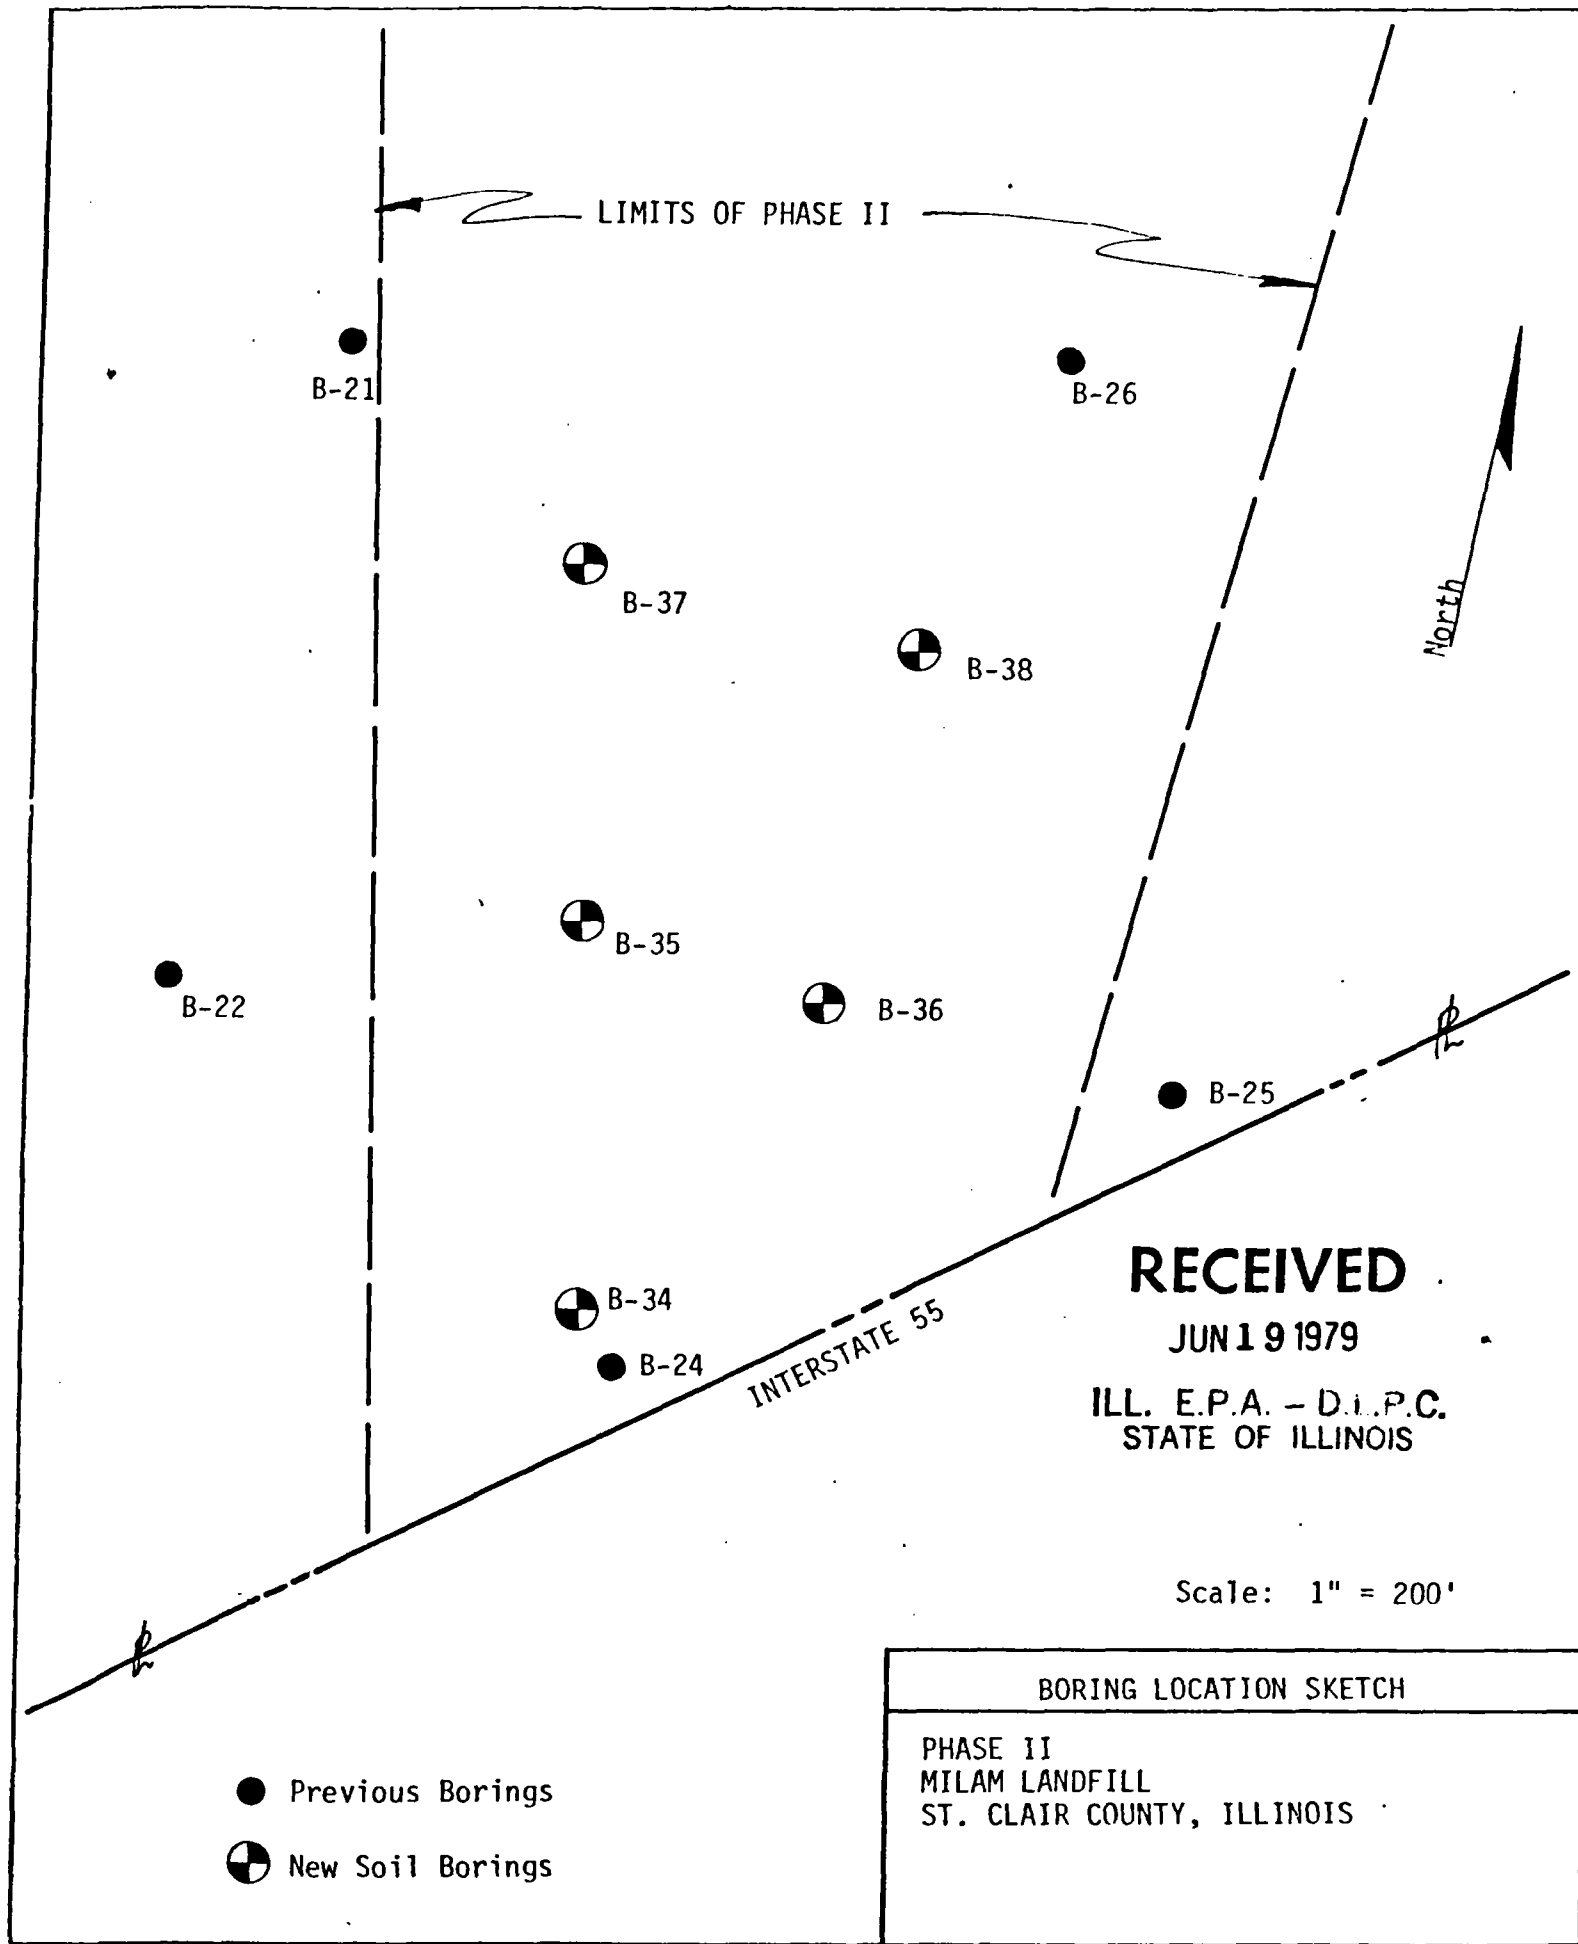 LIMITS OF PHASE II
B-21
B-26
B-37
B-38
North
B-35
B-22
B-36
B-25
B-34
B-24
INTERSTATE 55
RECEIVED
JUN 19 1979
ILL. E.P.A. – D.L.P.C.
STATE OF ILLINOIS
Scale: 1" = 200'
BORING LOCATION SKETCH
PHASE II
MILAM LANDFILL
ST. CLAIR COUNTY, ILLINOIS
Previous Borings
New Soil Borings